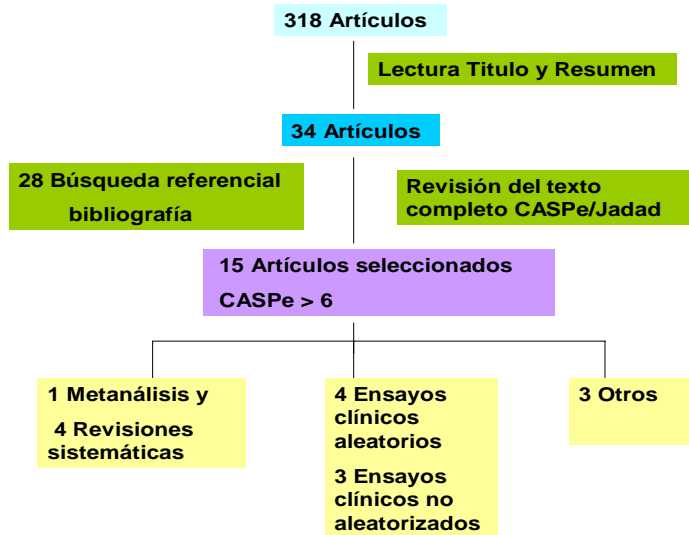 318 Artículos
Lectura Titulo y Resumen
34 Artículos
28 Búsqueda referencial
bibliografía
Revisión del texto
completo CASPe/Jadad
15 Artículos seleccionados
CASPe > 6
1 Metanálisis y
4 Revisiones
sistemáticas
4 Ensayos
clínicos
aleatorios
3 Ensayos
clínicos no
aleatorizados
3 Otros